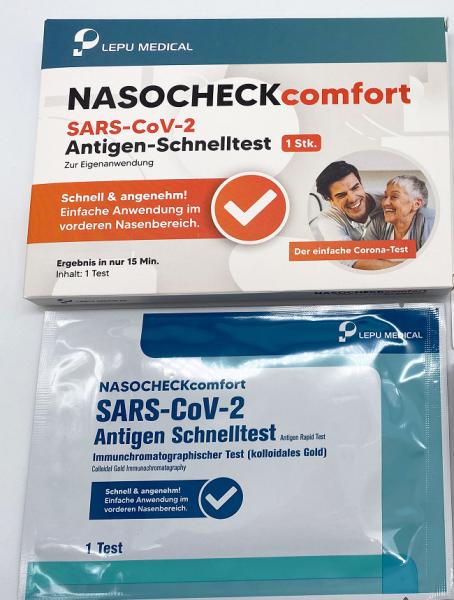 LEPU MEDICAL
NASOCHECKcomfort
SARS-CoV-2
Antigen-Schnelltest 1 Stk.
Zur Eigenanwendung
Schnell & angenehm!
Einfache Anwendung im
vorderen Nasenbereich.
Der einfache Corona-Test
Ergebnis in nur 15 Min.
Inhalt: 1 Test
NASOCHECKcomfort
LEPU MEDICAL
NASOCHECKcomfort
SARS-CoV-2
Antigen Schnelltest Antigen Rapid Test
Immunchromatographischer Test (kolloidales Gold)
Colloidal Gold Immunochromatography
Schnell & angenehm!
Einfache Anwendung im
vorderen Nasenbereich.
1 Test